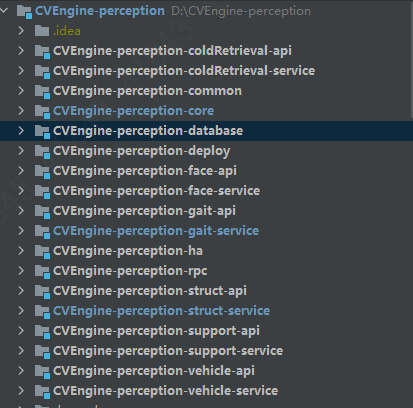 CVEngine-perception D:\CVEngine-perception
.idea
CVEngine-perception-coldRetrieval-api
CVEngine-perception-coldRetrieval-service
CVEngine-perception-common
CVEngine-perception-core
CVEngine-perception-database
CVEngine-perception-deploy
CVEngine-perception-face-api
CVEngine-perception-face-service
CVEngine-perception-gait-api
CVEngine-perception-gait-service
CVEngine-perception-ha
CVEngine-perception-rpc
CVEngine-perception-struct-api
CVEngine-perception-struct-service
CVEngine-perception-support-api
CVEngine-perception-support-service
CVEngine-perception-vehicle-api
CVEngine-perception-vehicle-service